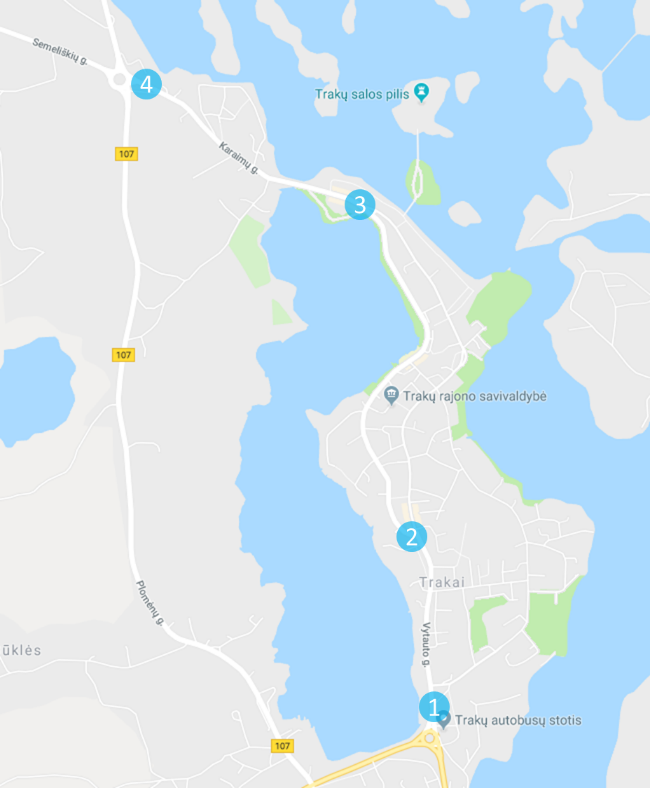 Semeliškių g.
4
Trakų salos pilis
107
Karaimų g.
3
107
Trakų rajono savivaldybė
2
Trakai
Plomėnų g.
Vytauto g.
ūklės
1
Trakų autobusų stotis
107